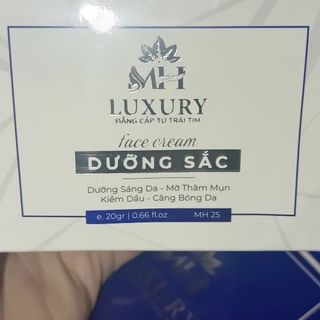 MH
LUXURY
ĐẲNG CẤP TỪ TRÁI TIM
face cream
DƯỠNG SẮC
Dưỡng Sáng Da - Mờ Thâm Mụn
Kiềm Dầu - Căng Bóng Da
e. 20gr | 0.66 fl.oz MH 25
LUXURY